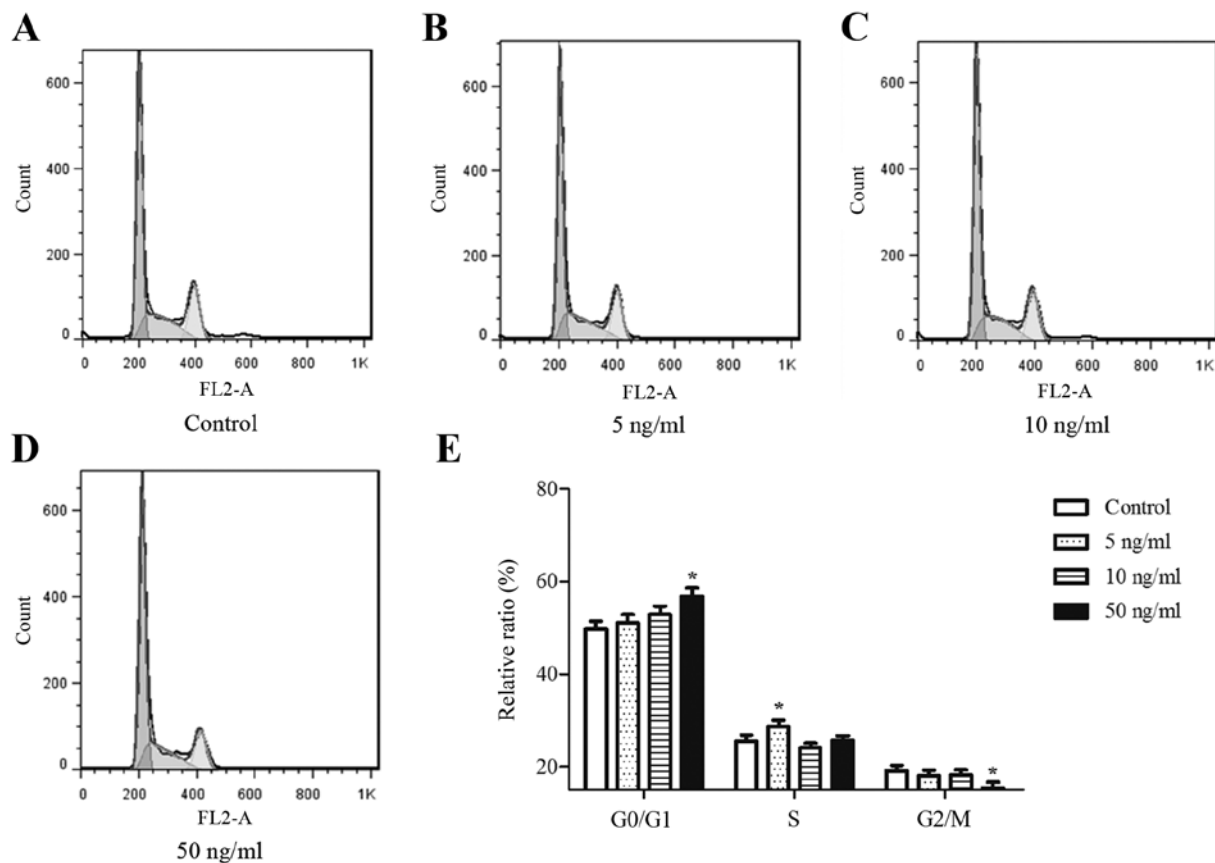 A
600
400
200
0
Count
0 200 400 600 800 1K
FL2-A
Control
B
600
400
200
0
Count
0 200 400 600 800 1K
FL2-A
5 ng/ml
C
600
400
200
0
Count
0 200 400 600 800 1K
FL2-A
10 ng/ml
D
600
400
200
0
Count
0 200 400 600 800 1K
FL2-A
50 ng/ml
E
80
60
40
20
Relative ratio (%)
*
*
*
G0/G1 S G2/M
Control
5 ng/ml
10 ng/ml
50 ng/ml